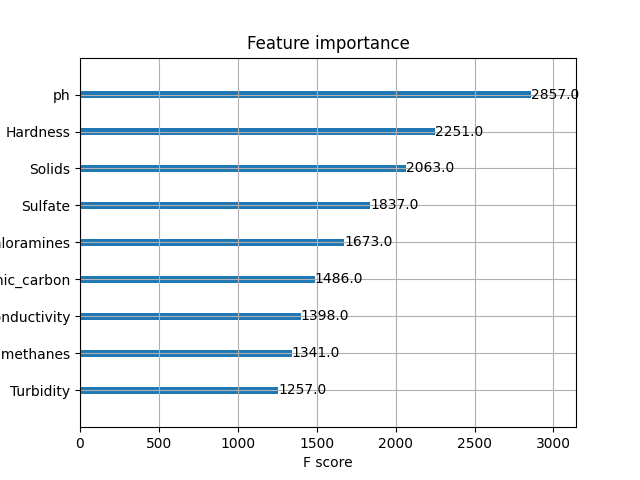 Feature importance
ph
2857.0
Hardness
2251.0
Solids
2063.0
Sulfate
1837.0
loramines
1673.0
nic_carbon
1486.0
nductivity
1398.0
methanes
1341.0
Turbidity
1257.0
0 500 1000 1500 2000 2500 3000
F score